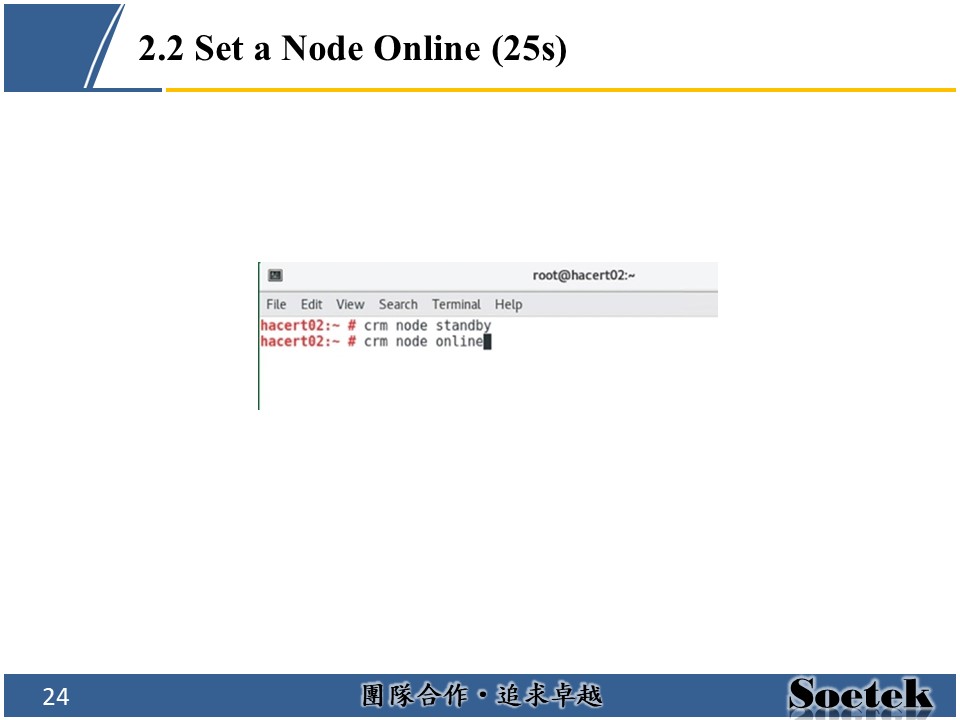 2.2 Set a Node Online (25s)
root@hacert02:~
File Edit View Search Terminal Help
hacert02:~ # crm node standby
hacert02:~ # crm node online
24
團隊合作·追求卓越
Soetek